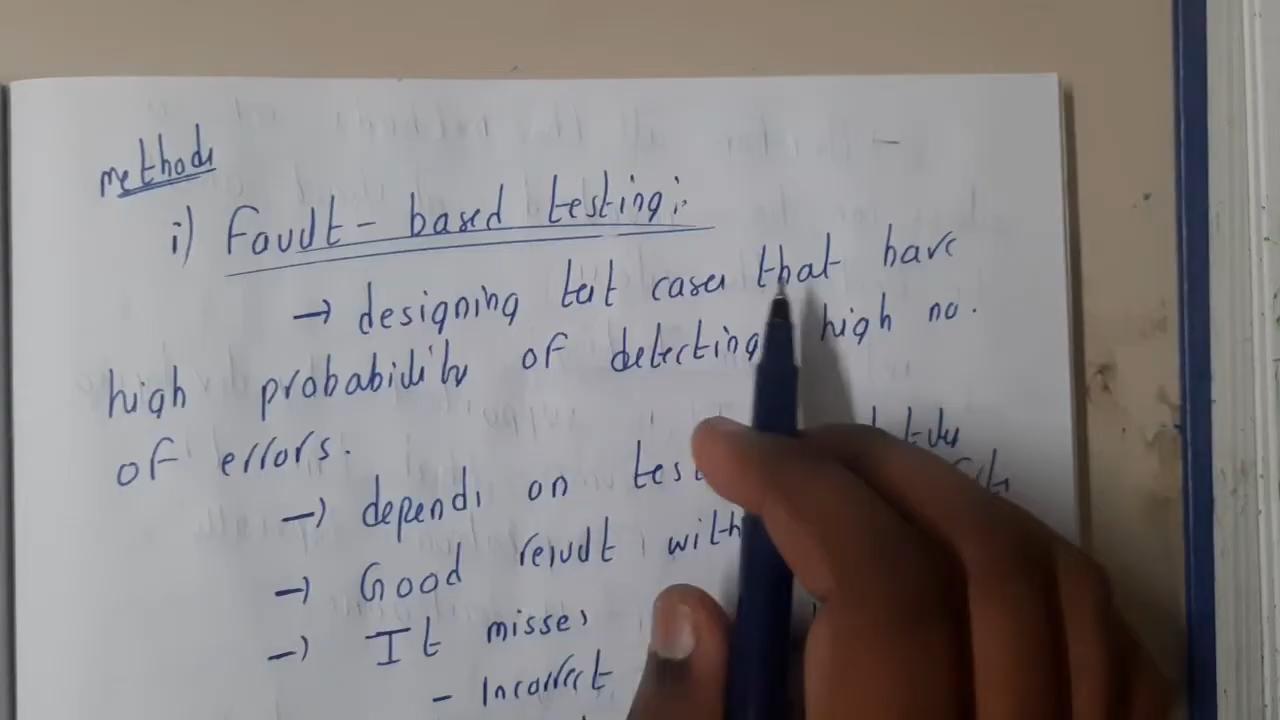 methods
i) Fault-based testing:
→ designing test cases that have
high probability of detecting high no.
of errors.
→ depends on
→ Good result with
→ It misses
- Incorrect